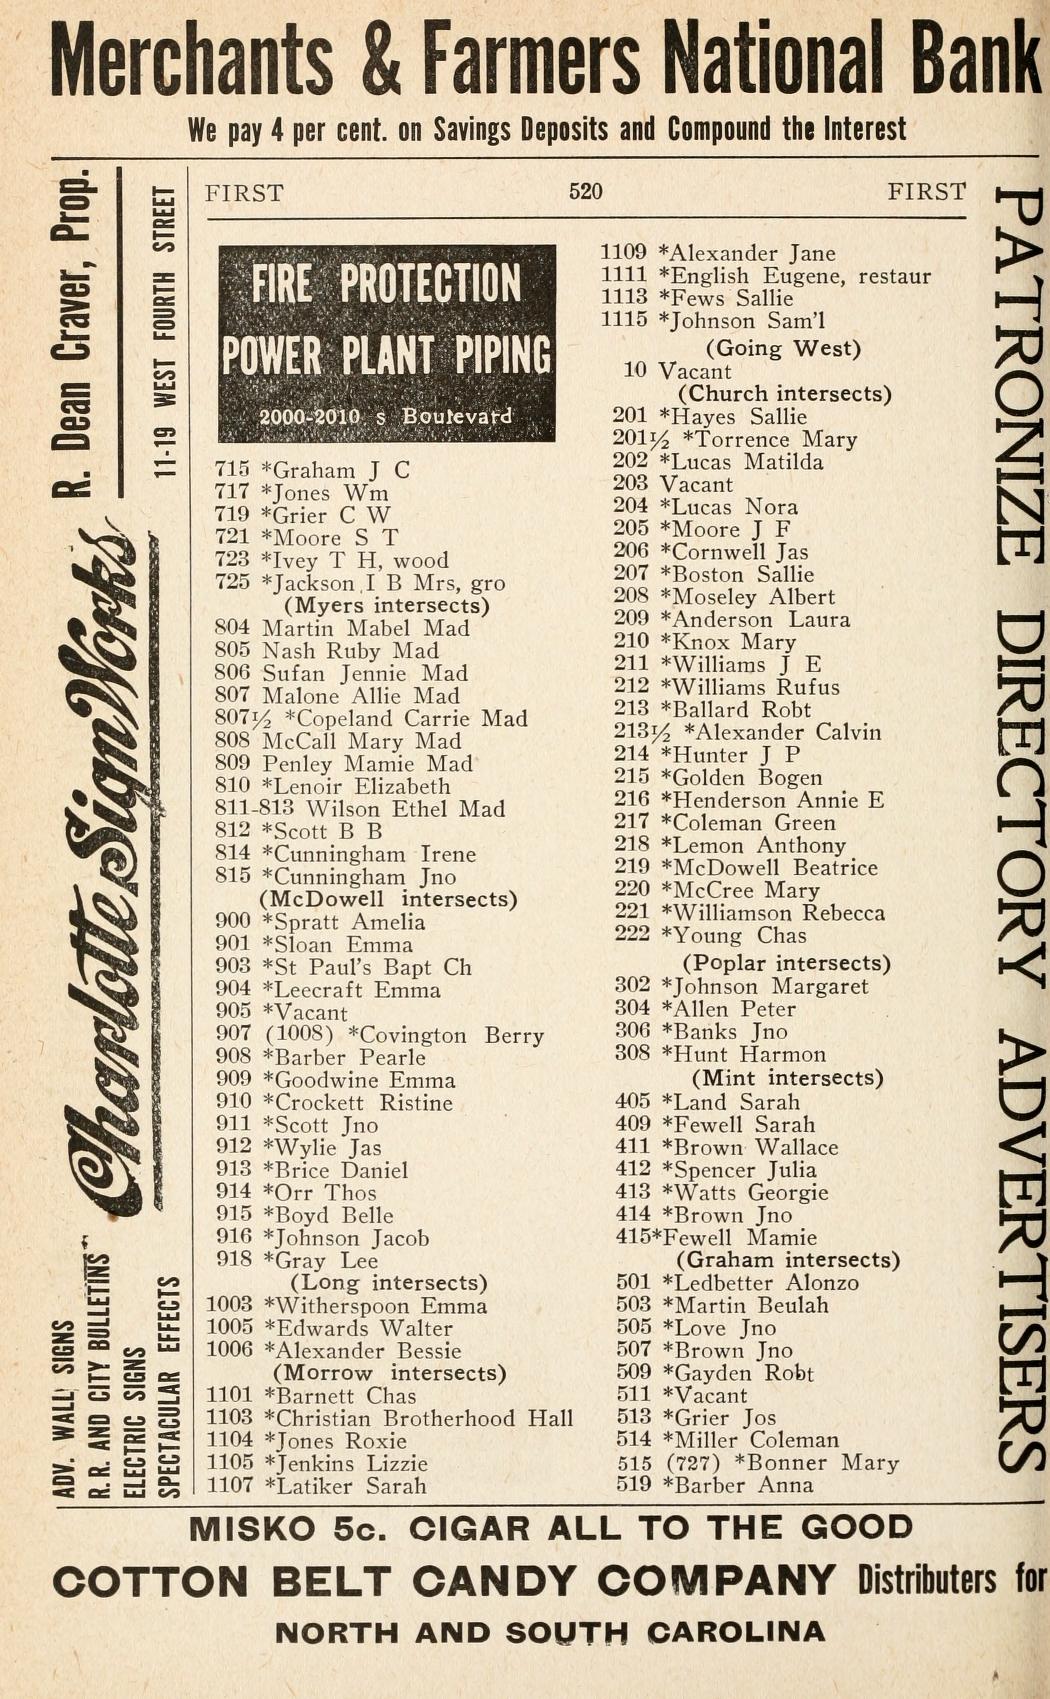 Merchants & Farmers National Bank
We pay 4 per cent. on Savings Deposits and Compound the Interest
R. Dean Craver, Prop.
11-19 WEST FOURTH STREET
Charlotte Sign Works
ADV. WALL SIGNS
R. R. AND CITY BULLETINS
ELECTRIC SIGNS
SPECTACULAR EFFECTS
FIRST 520 FIRST
FIRE PROTECTION
POWER PLANT PIPING
2000-2010 s Boulevard
715 *Graham J C
717 *Jones Wm
719 *Grier C W
721 *Moore S T
723 *Ivey T H, wood
725 *Jackson I B Mrs, gro
(Myers intersects)
804 Martin Mabel Mad
805 Nash Ruby Mad
806 Sufan Jennie Mad
807 Malone Allie Mad
807½ *Copeland Carrie Mad
808 McCall Mary Mad
809 Penley Mamie Mad
810 *Lenoir Elizabeth
811-813 Wilson Ethel Mad
812 *Scott B B
814 *Cunningham Irene
815 *Cunningham Jno
(McDowell intersects)
900 *Spratt Amelia
901 *Sloan Emma
903 *St Paul's Bapt Ch
904 *Leecraft Emma
905 *Vacant
907 (1008) *Covington Berry
908 *Barber Pearle
909 *Goodwine Emma
910 *Crockett Ristine
911 *Scott Jno
912 *Wylie Jas
913 *Brice Daniel
914 *Orr Thos
915 *Boyd Belle
916 *Johnson Jacob
918 *Gray Lee
(Long intersects)
1003 *Witherspoon Emma
1005 *Edwards Walter
1006 *Alexander Bessie
(Morrow intersects)
1101 *Barnett Chas
1103 *Christian Brotherhood Hall
1104 *Jones Roxie
1105 *Jenkins Lizzie
1107 *Latiker Sarah
1109 *Alexander Jane
1111 *English Eugene, restaur
1113 *Fews Sallie
1115 *Johnson Sam'l
(Going West)
10 Vacant
(Church intersects)
201 *Hayes Sallie
201½ *Torrence Mary
202 *Lucas Matilda
203 Vacant
204 *Lucas Nora
205 *Moore J F
206 *Cornwell Jas
207 *Boston Sallie
208 *Moseley Albert
209 *Anderson Laura
210 *Knox Mary
211 *Williams J E
212 *Williams Rufus
213 *Ballard Robt
213½ *Alexander Calvin
214 *Hunter J P
215 *Golden Bogen
216 *Henderson Annie E
217 *Coleman Green
218 *Lemon Anthony
219 *McDowell Beatrice
220 *McCree Mary
221 *Williamson Rebecca
222 *Young Chas
(Poplar intersects)
302 *Johnson Margaret
304 *Allen Peter
306 *Banks Jno
308 *Hunt Harmon
(Mint intersects)
405 *Land Sarah
409 *Fewell Sarah
411 *Brown Wallace
412 *Spencer Julia
413 *Watts Georgie
414 *Brown Jno
415*Fewell Mamie
(Graham intersects)
501 *Ledbetter Alonzo
503 *Martin Beulah
505 *Love Jno
507 *Brown Jno
509 *Gayden Robt
511 *Vacant
513 *Grier Jos
514 *Miller Coleman
515 (727) *Bonner Mary
519 *Barber Anna
PATRONIZE DIRECTORY ADVERTISERS
MISKO 5c. CIGAR ALL TO THE GOOD
COTTON BELT CANDY COMPANY Distributers for
NORTH AND SOUTH CAROLINA